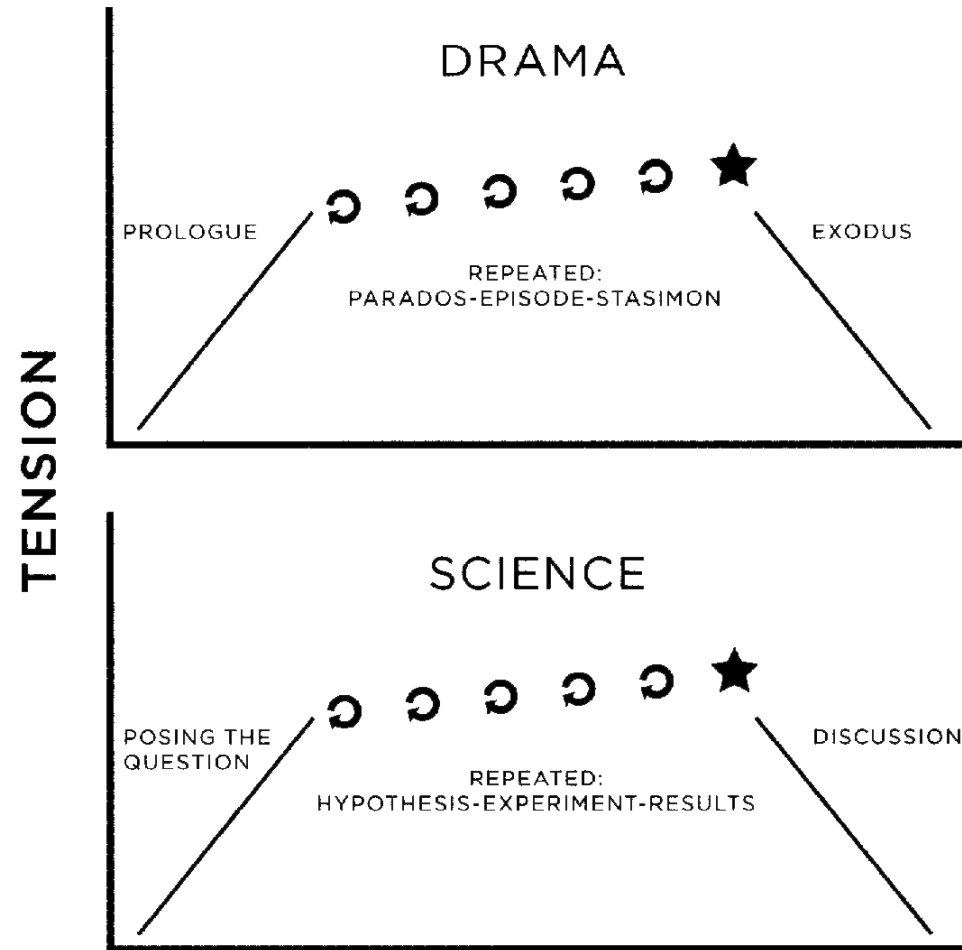 DRAMA
PROLOGUE
EXODUS
REPEATED:
PARADOS-EPISODE-STASIMON
TENSION
SCIENCE
POSING THE
QUESTION
DISCUSSION
REPEATED:
HYPOTHESIS-EXPERIMENT-RESULTS